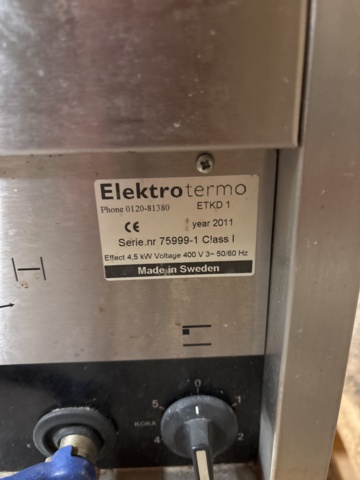 Elektrotermo
Phone 0120-81380 ETKD 1
CE year 2011
Serie.nr 75999-1 Class I
Effect 4,5 kW Voltage 400 V 3~ 50/60 Hz
Made in Sweden
0
5 1
KOKA
4 2